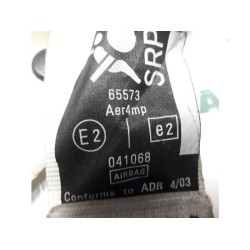 SRP
65573
Aer4mp
E2
e2
041068
AIRBAG
Conforms to ADR 4/03